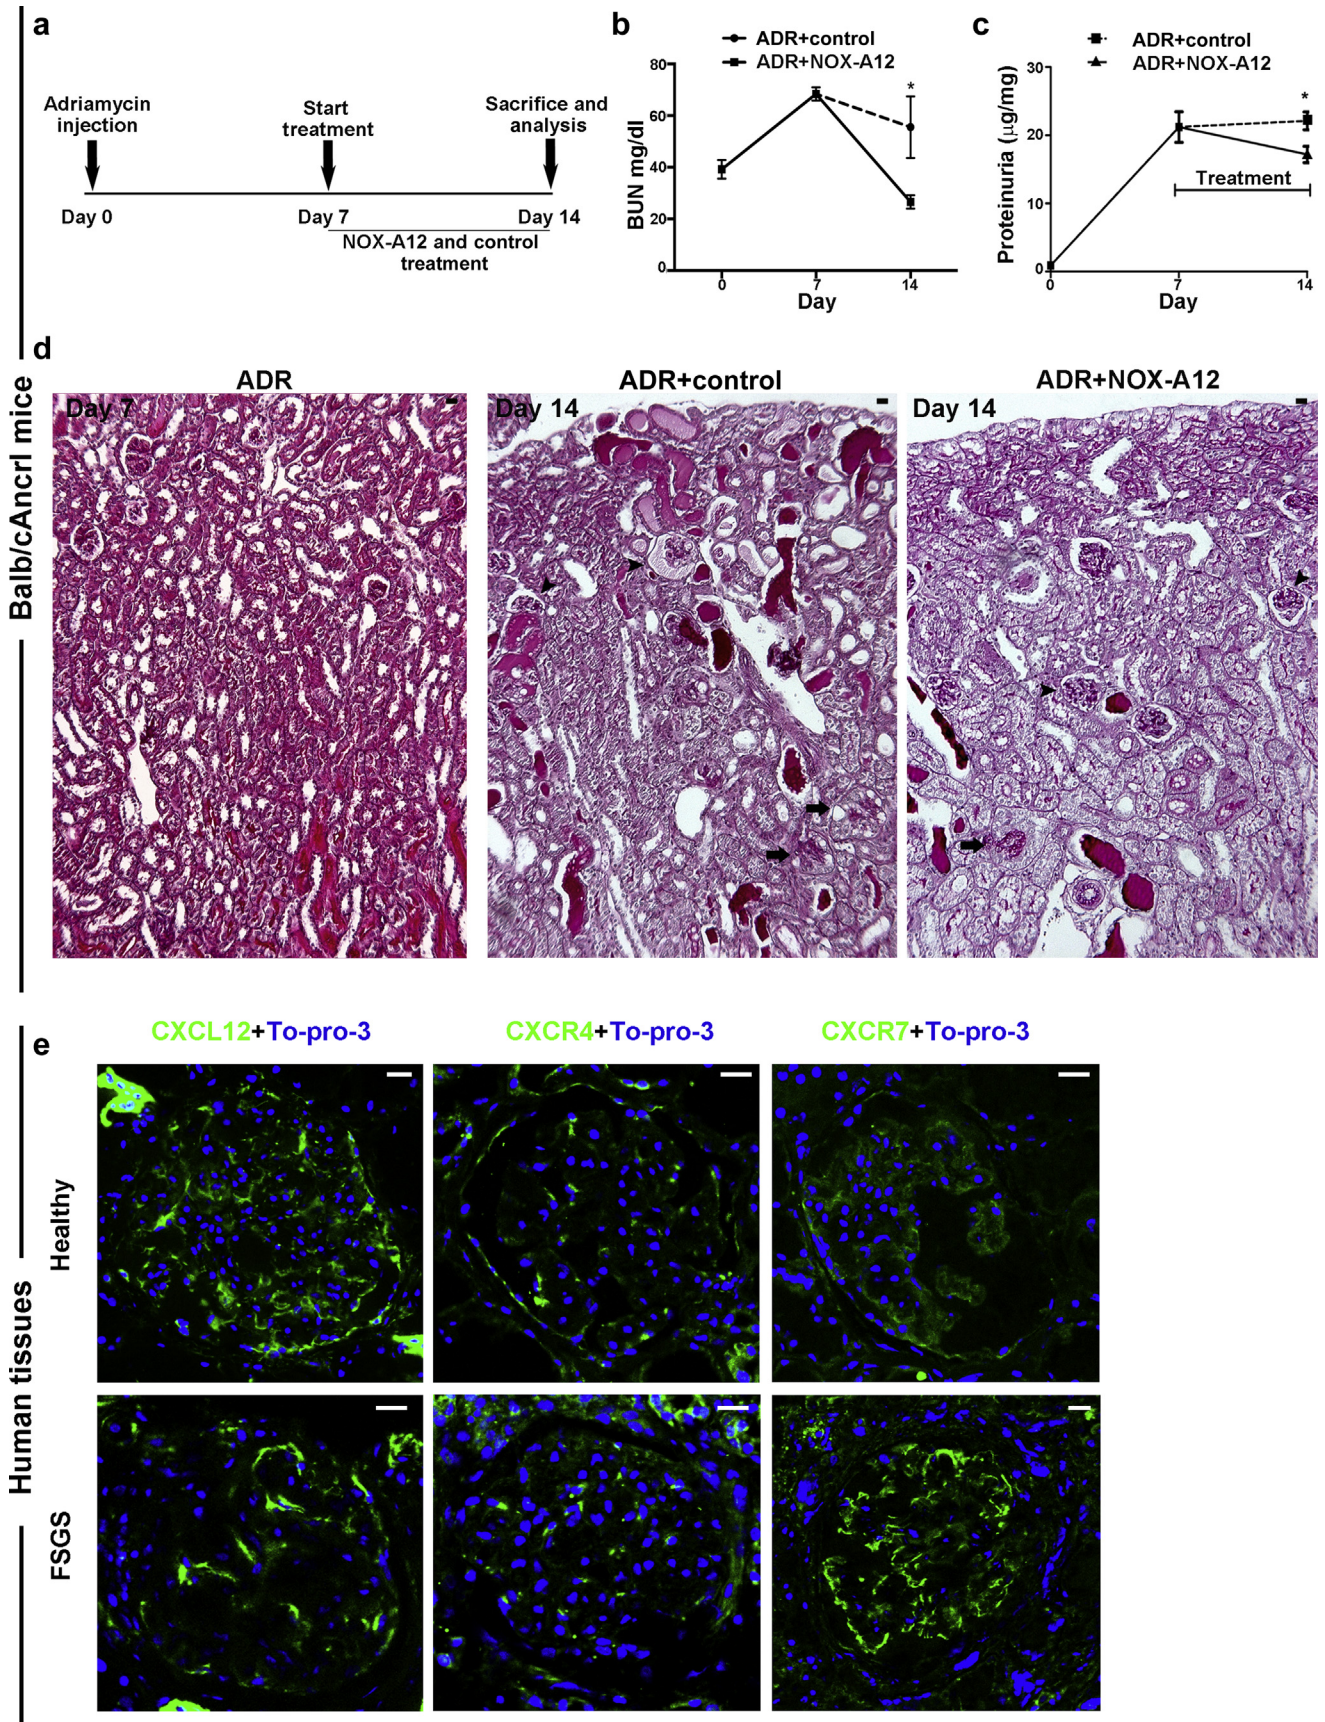 a
Adriamycin
injection
Start
treatment
Sacrifice and
analysis
Day 0
Day 7
Day 14
NOX-A12 and control
treatment
b
ADR+control
ADR+NOX-A12
80
60
40
20
0
BUN mg/dl
*
0
7
14
Day
c
ADR+control
ADR+NOX-A12
30
20
10
0
Proteinuria (µg/mg)
*
Treatment
0
7
14
Day
Balb/cAncrl mice
d
ADR
ADR+control
ADR+NOX-A12
Day 7
Day 14
Day 14
Human tissues
e
CXCL12+To-pro-3
CXCR4+To-pro-3
CXCR7+To-pro-3
Healthy
FSGS